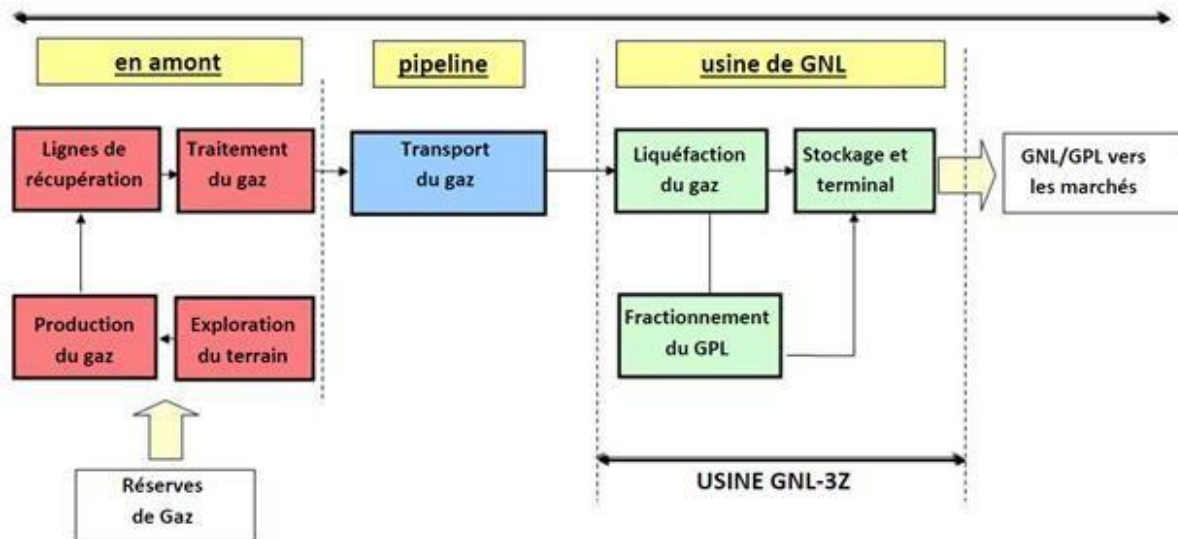 en amont
pipeline
usine de GNL
Lignes de
récupération
Traitement
du gaz
Transport
du gaz
Liquéfaction
du gaz
Stockage et
terminal
GNL/GPL vers
les marchés
Production
du gaz
Exploration
du terrain
Fractionnement
du GPL
Réserves
de Gaz
USINE GNL-3Z